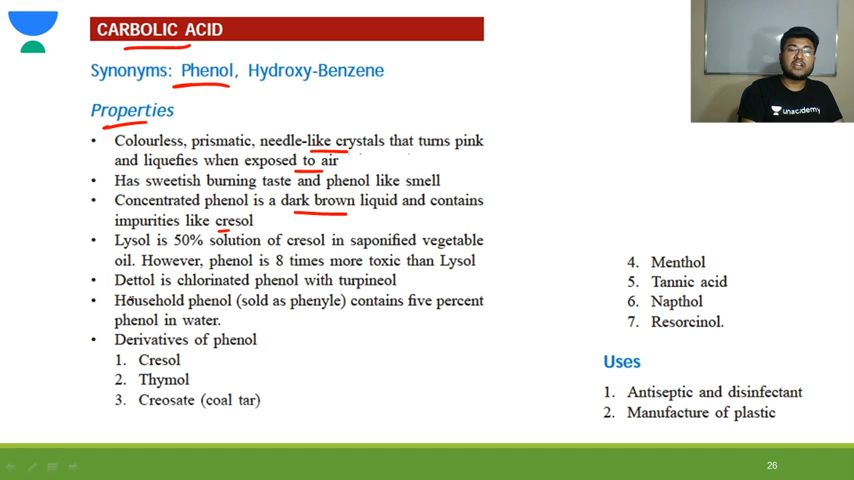 CARBOLIC ACID
Synonyms: Phenol, Hydroxy-Benzene
Properties
• Colourless, prismatic, needle-like crystals that turns pink
and liquefies when exposed to air
• Has sweetish burning taste and phenol like smell
• Concentrated phenol is a dark brown liquid and contains
impurities like cresol
• Lysol is 50% solution of cresol in saponified vegetable
oil. However, phenol is 8 times more toxic than Lysol
• Dettol is chlorinated phenol with turpineol
• Household phenol (sold as phenyle) contains five percent
phenol in water.
• Derivatives of phenol
1. Cresol
2. Thymol
3. Creosate (coal tar)
4. Menthol
5. Tannic acid
6. Napthol
7. Resorcinol.
Uses
1. Antiseptic and disinfectant
2. Manufacture of plastic
unacademy
26